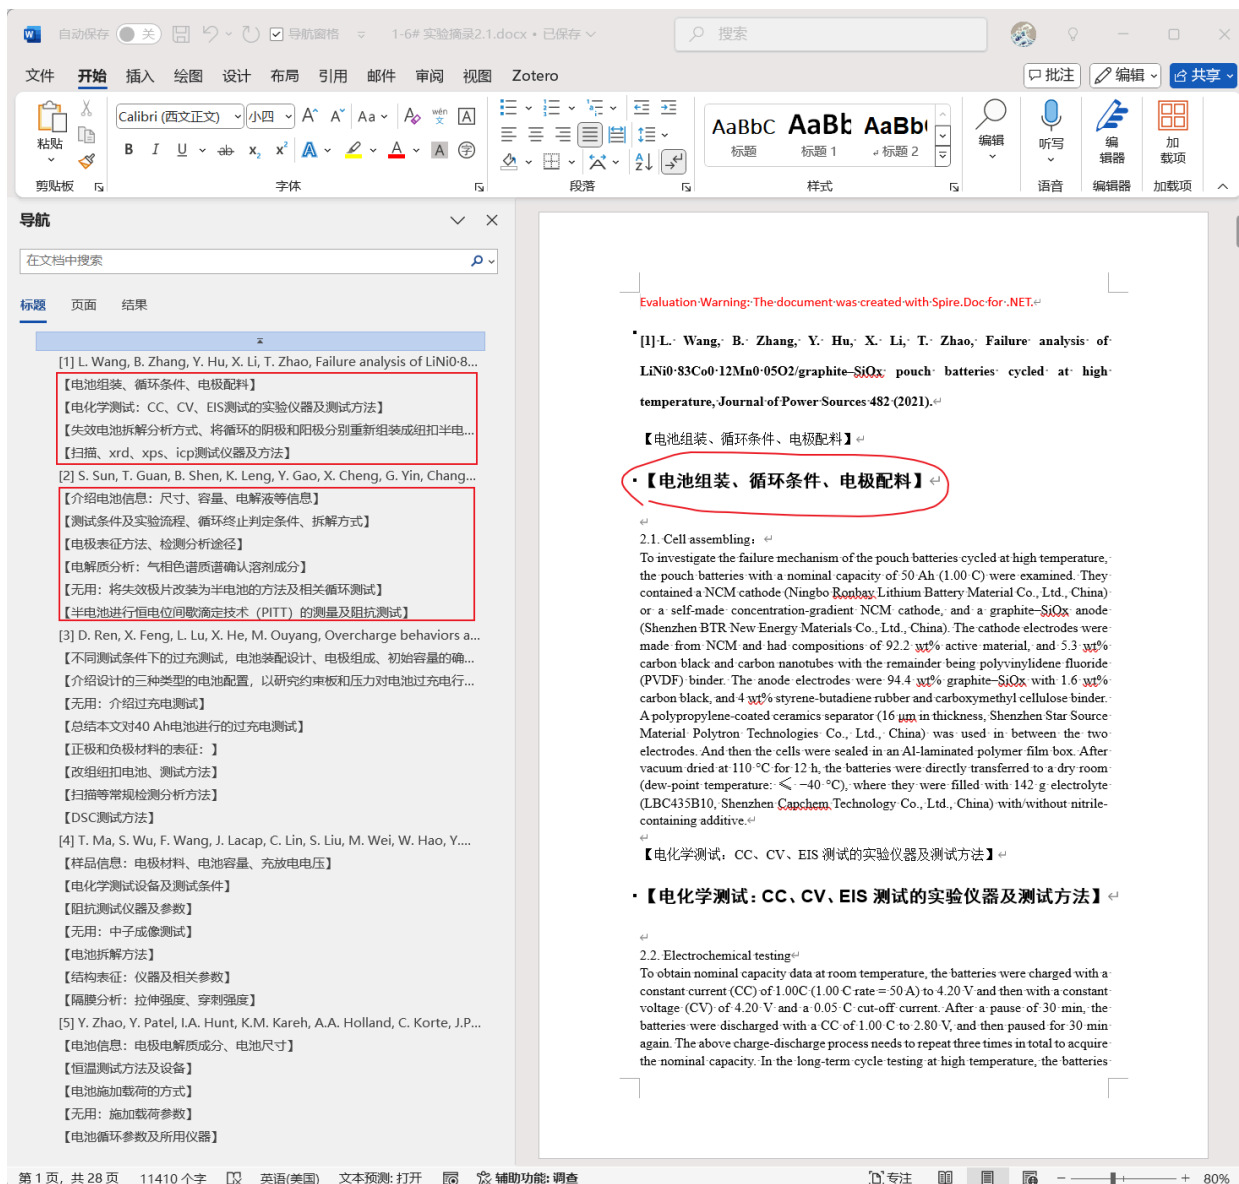 自动保存 关 导航窗格 1-6# 实验摘录2.1.docx • 已保存 搜索
文件 开始 插入 绘图 设计 布局 引用 邮件 审阅 视图 Zotero 批注 编辑 共享
粘贴 剪贴板
Calibri (西文正文) 小四 A A Aa A wén 文 A
B I U ab x₂ x² A A A 字
字体
段落
AaBbC AaBb AaBb
标题 标题 1 标题 2
样式
编辑
听写 语音
编辑器 编辑器
加载项 加载项
导航
在文档中搜索
标题 页面 结果
[1] L. Wang, B. Zhang, Y. Hu, X. Li, T. Zhao, Failure analysis of LiNi0·8...
【电池组装、循环条件、电极配料】
【电化学测试：CC、CV、EIS测试的实验仪器及测试方法】
【失效电池拆解分析方式、将循环的阴极和阳极分别重新组装成纽扣半电...
【扫描、xrd、xps、icp测试仪器及方法】
[2] S. Sun, T. Guan, B. Shen, K. Leng, Y. Gao, X. Cheng, G. Yin, Chang...
【介绍电池信息：尺寸、容量、电解液等信息】
【测试条件及实验流程、循环终止判定条件、拆解方式】
【电极表征方法、检测分析途径】
【电解质分析：气相色谱质谱确认溶剂成分】
【无用：将失效极片改装为半电池的方法及相关循环测试】
【半电池进行恒电位间歇滴定技术（PITT）的测量及阻抗测试】
[3] D. Ren, X. Feng, L. Lu, X. He, M. Ouyang, Overcharge behaviors a...
【不同测试条件下的过充测试，电池装配设计、电极组成、初始容量的确...
【介绍设计的三种类型的电池配置，以研究约束板和压力对电池过充电行...
【无用：介绍过充电测试】
【总结本文对40 Ah电池进行的过充电测试】
【正极和负极材料的表征：】
【改组纽扣电池、测试方法】
【扫描等常规检测分析方法】
【DSC测试方法】
[4] T. Ma, S. Wu, F. Wang, J. Lacap, C. Lin, S. Liu, M. Wei, W. Hao, Y....
【样品信息：电极材料、电池容量、充放电电压】
【电化学测试设备及测试条件】
【阻抗测试仪器及参数】
【无用：中子成像测试】
【电池拆解方法】
【结构表征：仪器及相关参数】
【隔膜分析：拉伸强度、穿刺强度】
[5] Y. Zhao, Y. Patel, I.A. Hunt, K.M. Kareh, A.A. Holland, C. Korte, J.P...
【电池信息：电极电解质成分、电池尺寸】
【恒温测试方法及设备】
【电池施加载荷的方式】
【无用：施加载荷参数】
【电池循环参数及所用仪器】
Evaluation Warning: The document was created with Spire.Doc for .NET.
[1] L. Wang, B. Zhang, Y. Hu, X. Li, T. Zhao, Failure analysis of
LiNi0·83Co0·12Mn0·05O2/graphite–SiOx pouch batteries cycled at high
temperature, Journal of Power Sources 482 (2021).
【电池组装、循环条件、电极配料】
【电池组装、循环条件、电极配料】
2.1. Cell assembling：
To investigate the failure mechanism of the pouch batteries cycled at high temperature,
the pouch batteries with a nominal capacity of 50 Ah (1.00 C) were examined. They
contained a NCM cathode (Ningbo Ronbay Lithium Battery Material Co., Ltd., China)
or a self-made concentration-gradient NCM cathode, and a graphite–SiOx anode
(Shenzhen BTR New Energy Materials Co., Ltd., China). The cathode electrodes were
made from NCM and had compositions of 92.2 wt% active material, and 5.3 wt%
carbon black and carbon nanotubes with the remainder being polyvinylidene fluoride
(PVDF) binder. The anode electrodes were 94.4 wt% graphite–SiOx with 1.6 wt%
carbon black, and 4 wt% styrene-butadiene rubber and carboxymethyl cellulose binder.
A polypropylene-coated ceramics separator (16 μm in thickness, Shenzhen Star Source
Material Polytron Technologies Co., Ltd., China) was used in between the two
electrodes. And then the cells were sealed in an Al-laminated polymer film box. After
vacuum dried at 110 °C for 12 h, the batteries were directly transferred to a dry room
(dew-point temperature: ⩽ −40 °C), where they were filled with 142 g electrolyte
(LBC435B10, Shenzhen Capchem Technology Co., Ltd., China) with/without nitrile-
containing additive.
【电化学测试：CC、CV、EIS 测试的实验仪器及测试方法】
【电化学测试：CC、CV、EIS 测试的实验仪器及测试方法】
2.2. Electrochemical testing
To obtain nominal capacity data at room temperature, the batteries were charged with a
constant current (CC) of 1.00C (1.00 C rate = 50 A) to 4.20 V and then with a constant
voltage (CV) of 4.20 V and a 0.05 C cut-off current. After a pause of 30 min, the
batteries were discharged with a CC of 1.00 C to 2.80 V, and then paused for 30 min
again. The above charge-discharge process needs to repeat three times in total to acquire
the nominal capacity. In the long-term cycle testing at high temperature, the batteries
第 1 页，共 28 页 11410 个字 英语(美国) 文本预测: 打开 辅助功能: 调查 专注 80%